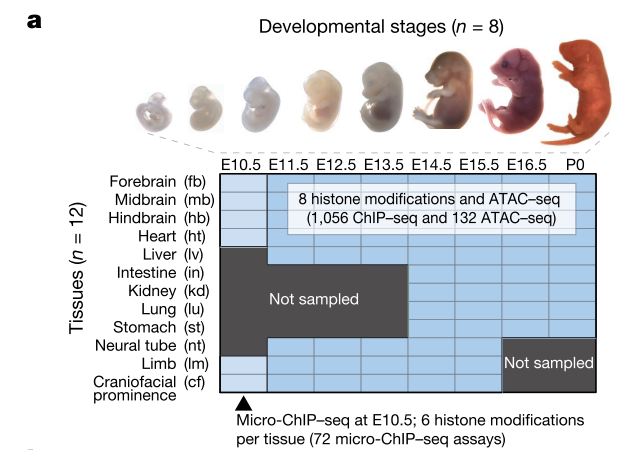 a
Developmental stages (n = 8)
E10.5 E11.5 E12.5 E13.5 E14.5 E15.5 E16.5 P0
Tissues (n = 12)
Forebrain (fb)
Midbrain (mb)
Hindbrain (hb)
Heart (ht)
Liver (lv)
Intestine (in)
Kidney (kd)
Lung (lu)
Stomach (st)
Neural tube (nt)
Limb (lm)
Craniofacial (cf)
prominence
8 histone modifications and ATAC–seq
(1,056 ChIP–seq and 132 ATAC–seq)
Not sampled
Not sampled
Micro-ChIP–seq at E10.5; 6 histone modifications
per tissue (72 micro-ChIP–seq assays)